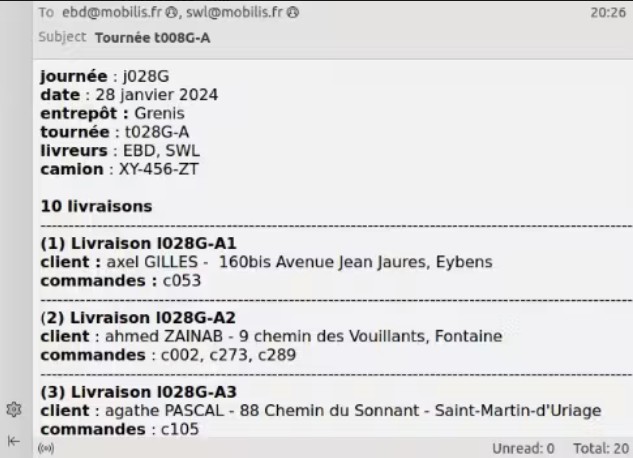 To ebd@mobilis.fr, swl@mobilis.fr 20:26
Subject Tournée t008G-A
journée : j028G
date : 28 janvier 2024
entrepôt : Grenis
tournée : t028G-A
livreurs : EBD, SWL
camion : XY-456-ZT
10 livraisons
(1) Livraison l028G-A1
client : axel GILLES - 160bis Avenue Jean Jaures, Eybens
commandes : c053
(2) Livraison l028G-A2
client : ahmed ZAINAB - 9 chemin des Vouillants, Fontaine
commandes : c002, c273, c289
(3) Livraison l028G-A3
client : agathe PASCAL - 88 Chemin du Sonnant - Saint-Martin-d'Uriage
commandes : c105
Unread: 0 Total: 20